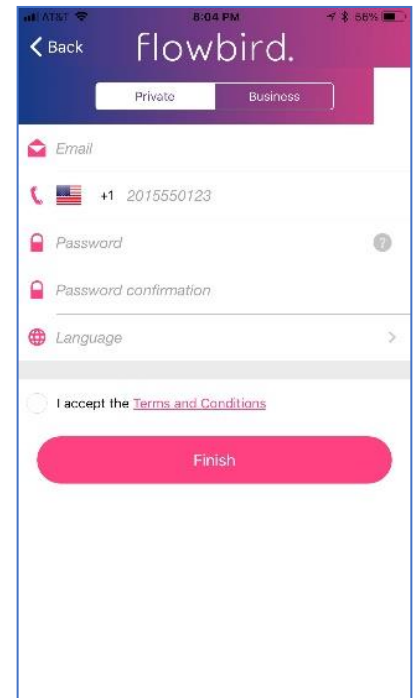 AT&T 8:04 PM 66%
Back flowbird.
Private Business
Email
+1 2015550123
Password ?
Password confirmation
Language
I accept the Terms and Conditions
Finish